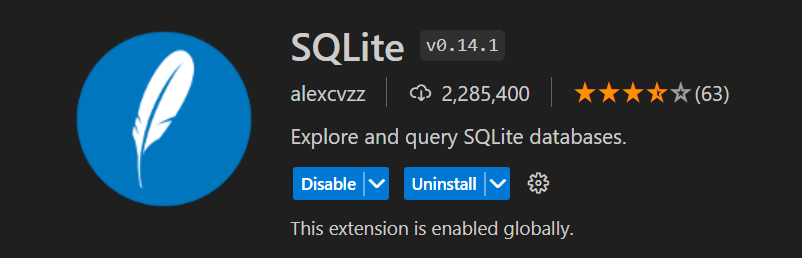 SQLite v0.14.1
alexcvzz 2,285,400 (63)
Explore and query SQLite databases.
Disable Uninstall
This extension is enabled globally.